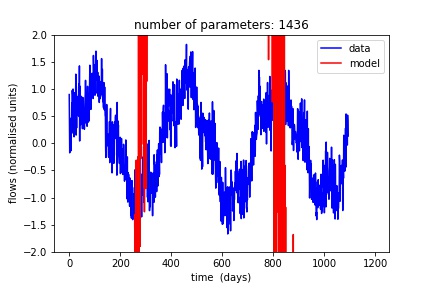 number of parameters: 1436
2.0
1.5
1.0
0.5
0.0
−0.5
−1.0
−1.5
−2.0
flows (normalised units)
data
model
0 200 400 600 800 1000 1200
time (days)